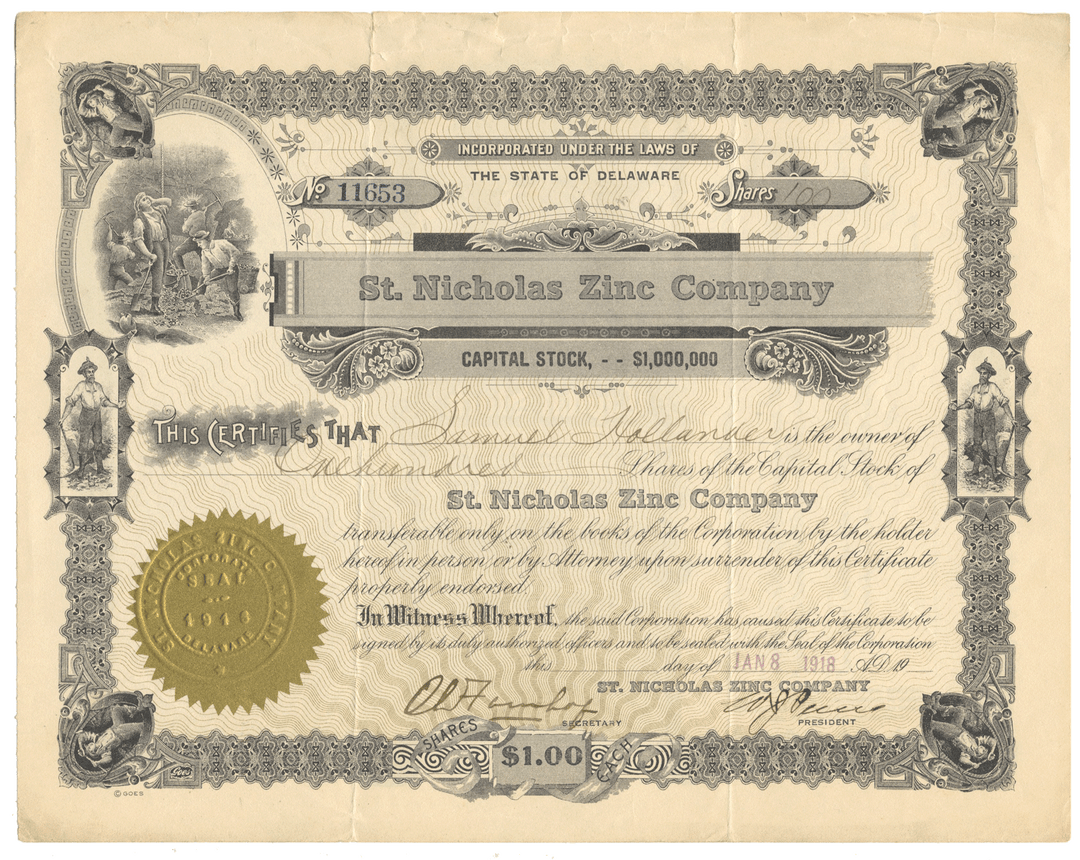 INCORPORATED UNDER THE LAWS OF
THE STATE OF DELAWARE
No 11653
Shares 100
St. Nicholas Zinc Company
CAPITAL STOCK, - - $1,000,000
THIS CERTIFIES THAT Samuel Hollander is the owner of
One hundred Shares of the Capital Stock of
St. Nicholas Zinc Company
transferable only on the books of the Corporation by the holder
hereof in person or by Attorney upon surrender of this Certificate
properly endorsed.
In Witness Whereof, the said Corporation has caused this Certificate to be
signed by its duly authorized officers and to be sealed with the Seal of the Corporation
this day of JAN 8 1918 A.D. 19
ST. NICHOLAS ZINC COMPANY
SECRETARY
PRESIDENT
ST. NICHOLAS ZINC COMPANY
CORPORATE
SEAL
1916
DELAWARE
SHARES $1.00 EACH
GOES
© GOES